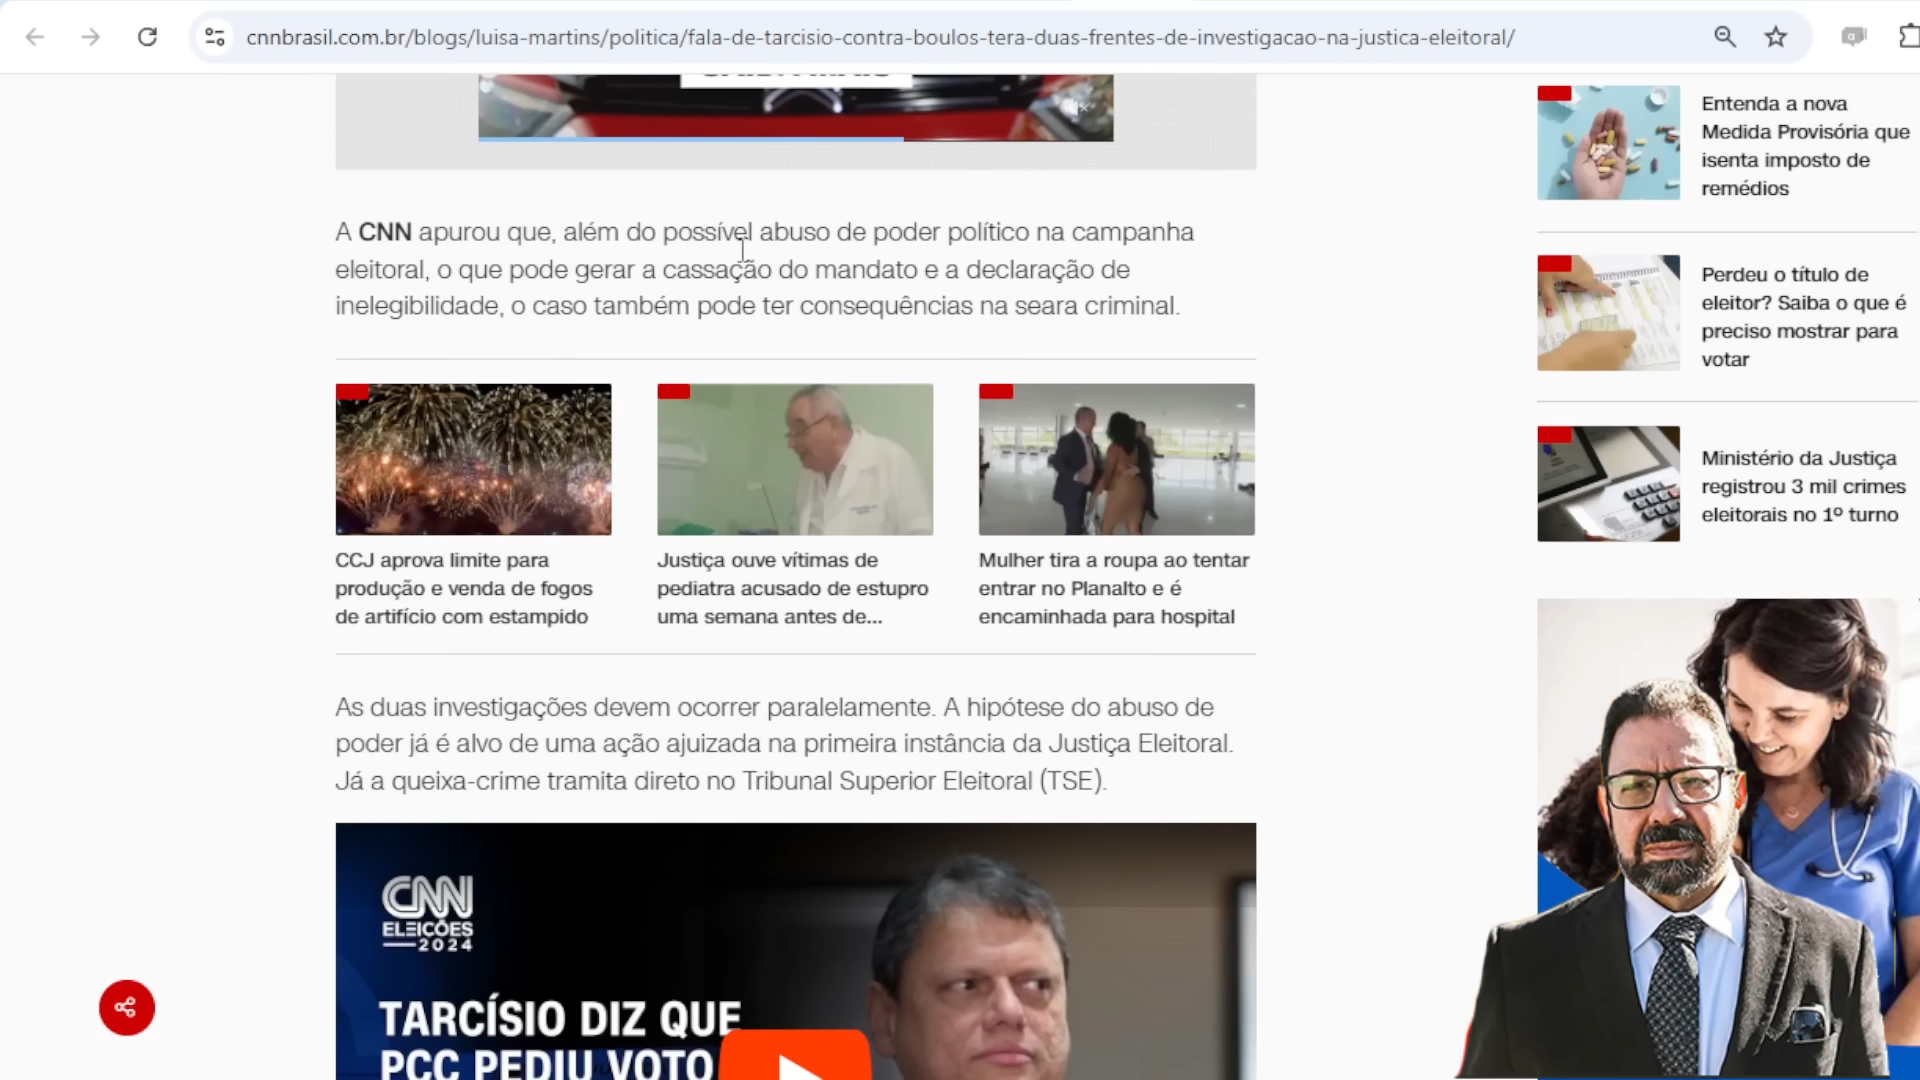 cnnbrasil.com.br/blogs/luisa-martins/politica/fala-de-tarcisio-contra-boulos-tera-duas-frentes-de-investigacao-na-justica-eleitoral/
A CNN apurou que, além do possível abuso de poder político na campanha
eleitoral, o que pode gerar a cassação do mandato e a declaração de
inelegibilidade, o caso também pode ter consequências na seara criminal.
CCJ aprova limite para
produção e venda de fogos
de artifício com estampido
Justiça ouve vítimas de
pediatra acusado de estupro
uma semana antes de...
Mulher tira a roupa ao tentar
entrar no Planalto e é
encaminhada para hospital
As duas investigações devem ocorrer paralelamente. A hipótese do abuso de
poder já é alvo de uma ação ajuizada na primeira instância da Justiça Eleitoral.
Já a queixa-crime tramita direto no Tribunal Superior Eleitoral (TSE).
CNN
ELEIÇÕES
2024
TARCÍSIO DIZ QUE
PCC PEDIU VOTO
Entenda a nova
Medida Provisória que
isenta imposto de
remédios
Perdeu o título de
eleitor? Saiba o que é
preciso mostrar para
votar
Ministério da Justiça
registrou 3 mil crimes
eleitorais no 1º turno